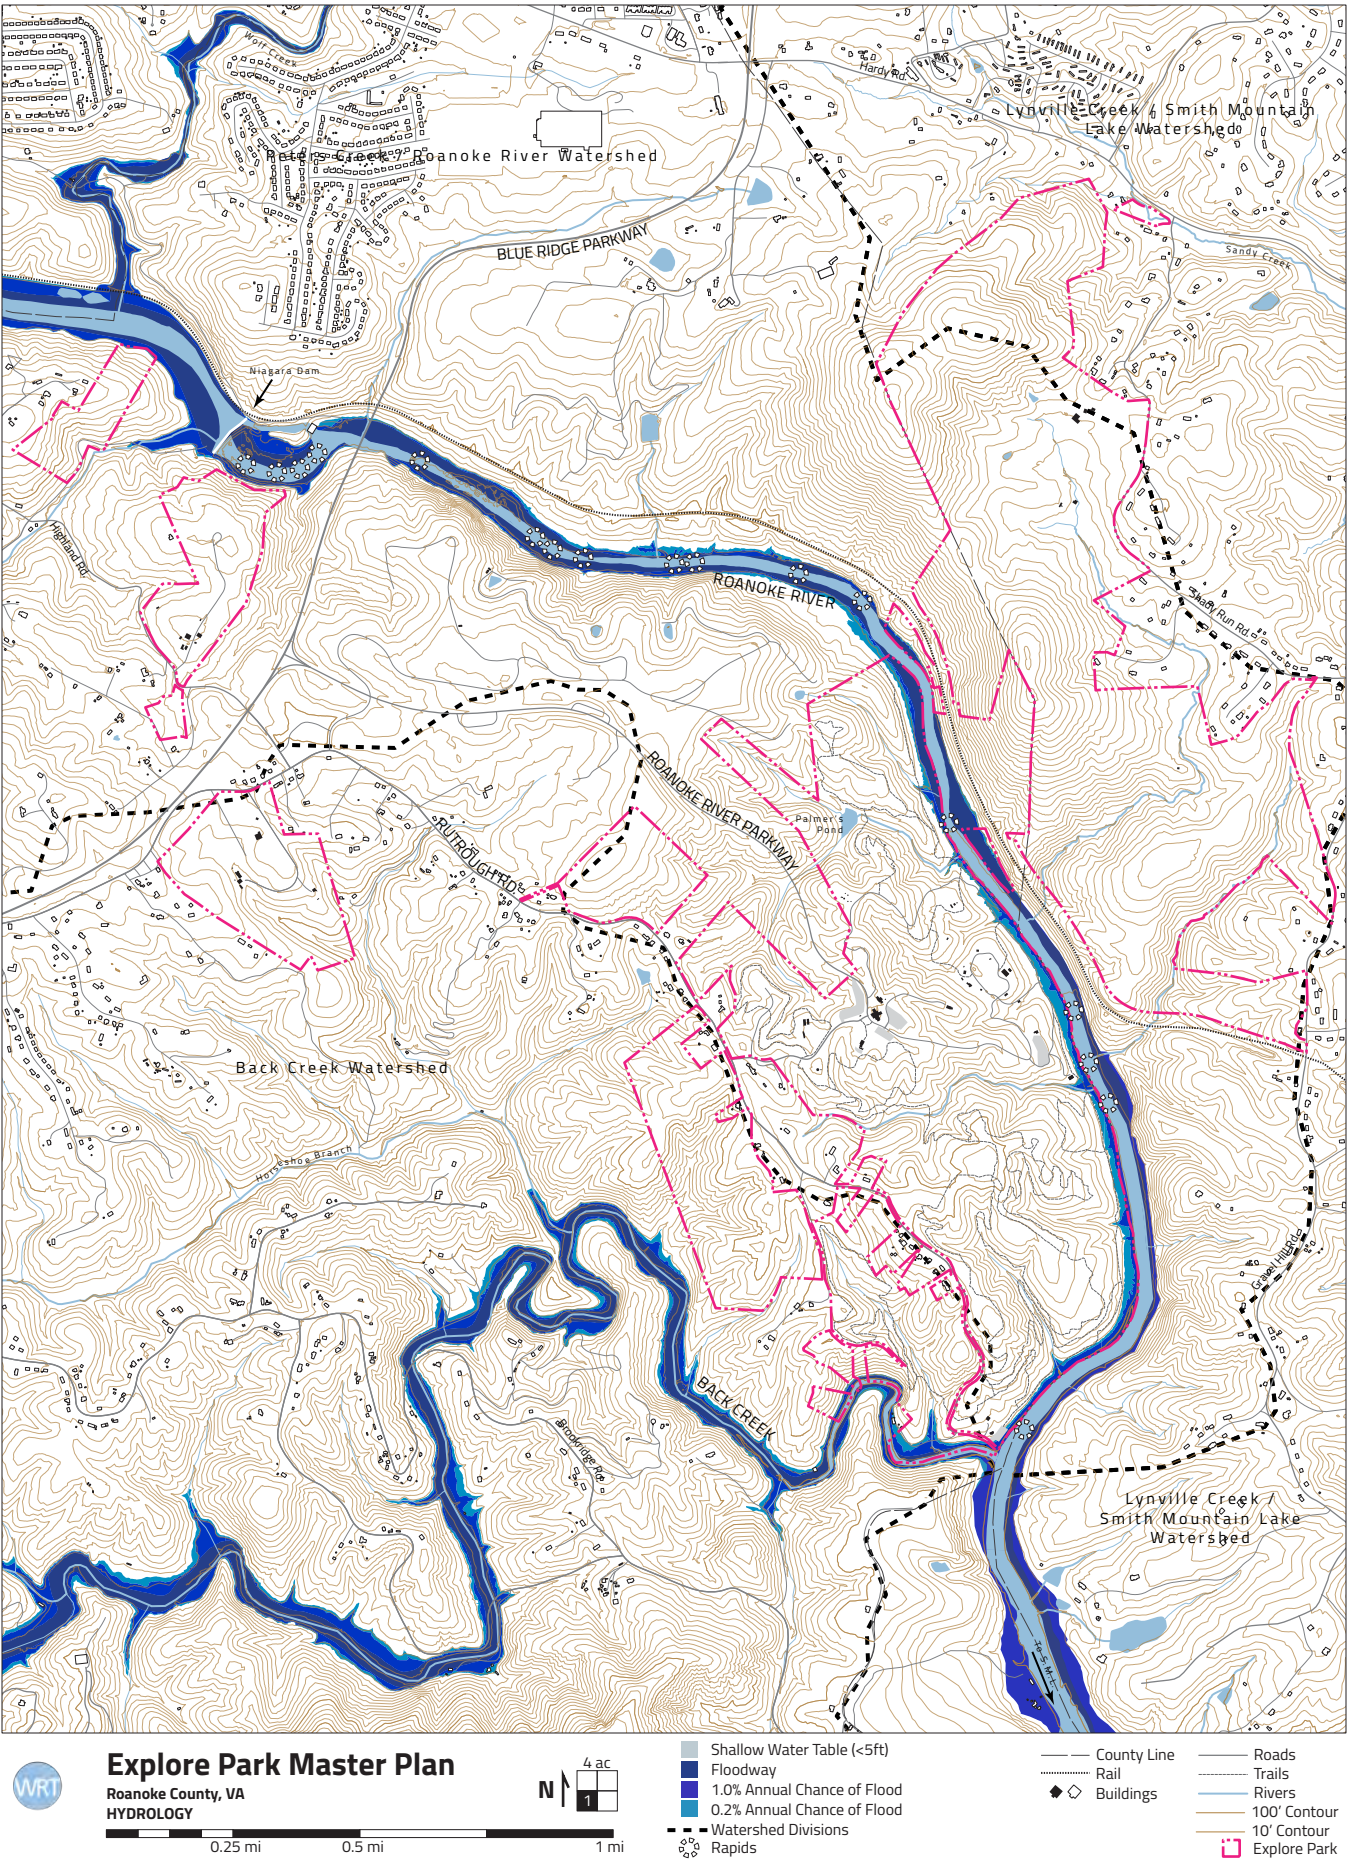 Wolf Creek
Hardy Rd.
Lynville Creek / Smith Mountain
Lake Watershed
Peters Creek / Roanoke River Watershed
BLUE RIDGE PARKWAY
Sandy Creek
Niagara Dam
Highland Rd.
ROANOKE RIVER
Shady Run Rd.
ROANOKE RIVER PARKWAY
Palmer's
Pond
RUTROUGH RD.
Back Creek Watershed
Horseshoe Branch
Gravel Hill Rd.
BACK CREEK
Brookridge Rd.
Lynville Creek /
Smith Mountain Lake
Watershed
To S.M.L.
WRT
Explore Park Master Plan
Roanoke County, VA
HYDROLOGY
0.25 mi
0.5 mi
1 mi
N
4 ac
1
Shallow Water Table (<5ft)
Floodway
1.0% Annual Chance of Flood
0.2% Annual Chance of Flood
Watershed Divisions
Rapids
County Line
Rail
Buildings
Roads
Trails
Rivers
100' Contour
10' Contour
Explore Park